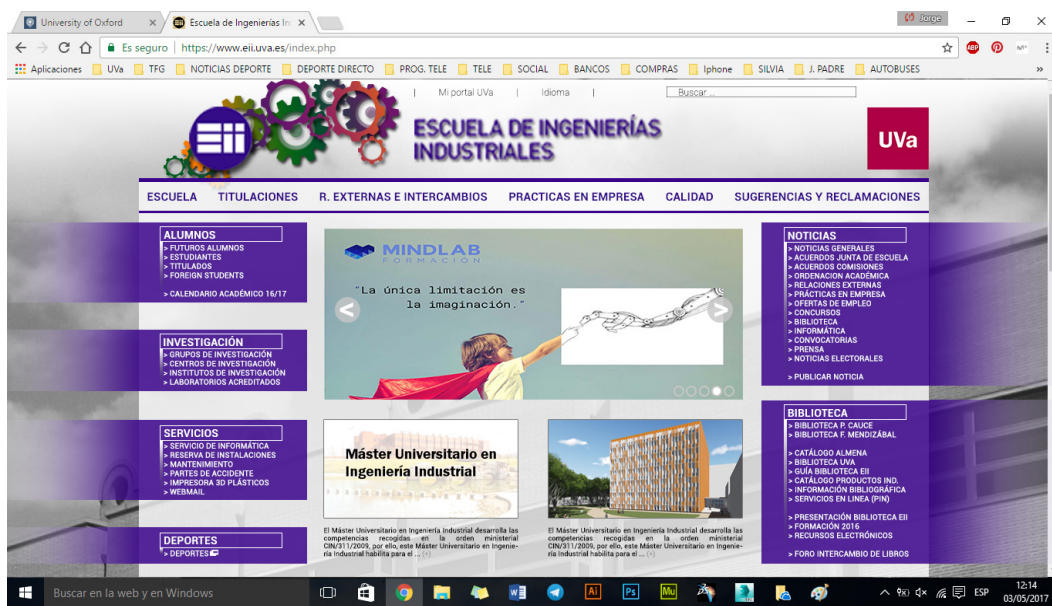 University of Oxford
Escuela de Ingenierías In
Jorge
Es seguro
https://www.eii.uva.es/index.php
ABP
Aplicaciones
UVa
TFG
NOTICIAS DEPORTE
DEPORTE DIRECTO
PROG. TELE
TELE
SOCIAL
BANCOS
COMPRAS
Iphone
SILVIA
J. PADRE
AUTOBUSES
»
| Mi portal UVa | Idioma |
Buscar ...
Eii
ESCUELA DE INGENIERÍAS
INDUSTRIALES
UVa
ESCUELA TITULACIONES R. EXTERNAS E INTERCAMBIOS PRACTICAS EN EMPRESA CALIDAD SUGERENCIAS Y RECLAMACIONES
ALUMNOS
> FUTUROS ALUMNOS
> ESTUDIANTES
> TITULADOS
> FOREIGN STUDENTS
> CALENDARIO ACADÉMICO 16/17
INVESTIGACIÓN
> GRUPOS DE INVESTIGACIÓN
> CENTROS DE INVESTIGACIÓN
> INSTITUTOS DE INVESTIGACIÓN
> LABORATORIOS ACREDITADOS
SERVICIOS
> SERVICIO DE INFORMÁTICA
> RESERVA DE INSTALACIONES
> MANTENIMIENTO
> PARTES DE ACCIDENTE
> IMPRESORA 3D PLÁSTICOS
> WEBMAIL
DEPORTES
> DEPORTES
MINDLAB
FORMACIÓN
"La única limitación es
la imaginación."
< >
Máster Universitario en
Ingeniería Industrial
El Máster Universitario en Ingeniería Industrial desarrolla las
competencias recogidas en la orden ministerial
CIN/311/2009, por ello, este Máster Universitario en Ingenie-
ría Industrial habilita para el ... (+)
El Máster Universitario en Ingeniería Industrial desarrolla las
competencias recogidas en la orden ministerial
CIN/311/2009, por ello, este Máster Universitario en Ingenie-
ría Industrial habilita para el ... (+)
NOTICIAS
> NOTICIAS GENERALES
> ACUERDOS JUNTA DE ESCUELA
> ACUERDOS COMISIONES
> ORDENACION ACADÉMICA
> RELACIONES EXTERNAS
> PRÁCTICAS EN EMPRESA
> OFERTAS DE EMPLEO
> CONCURSOS
> BIBLIOTECA
> INFORMÁTICA
> CONVOCATORIAS
> PRENSA
> NOTICIAS ELECTORALES
> PUBLICAR NOTICIA
BIBLIOTECA
> BIBLIOTECA P. CAUCE
> BIBLIOTECA F. MENDIZÁBAL
> CATÁLOGO ALMENA
> BIBLIOTECA UVA
> GUÍA BIBLIOTECA EII
> CATÁLOGO PRODUCTOS IND.
> INFORMACIÓN BIBLIOGRÁFICA
> SERVICIOS EN LINEA (PIN)
> PRESENTACIÓN BIBLIOTECA EII
> FORMACIÓN 2016
> RECURSOS ELECTRÓNICOS
> FORO INTERCAMBIO DE LIBROS
Buscar en la web y en Windows
Ai
Ps
Mu
ESP
12:14
03/05/2017